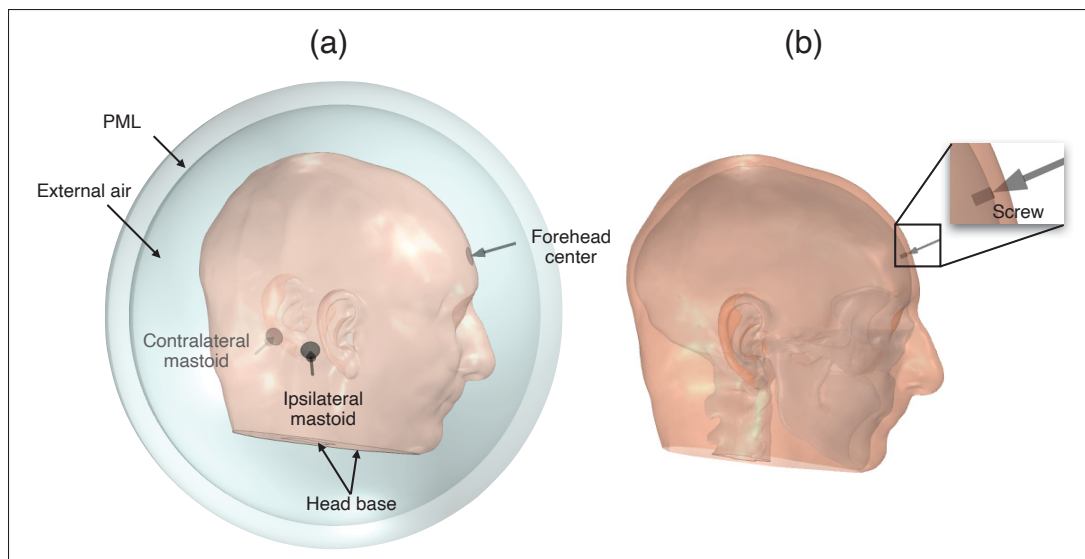 (a)
(b)
PML
External air
Forehead
center
Screw
Contralateral
mastoid
Ipsilateral
mastoid
Head base